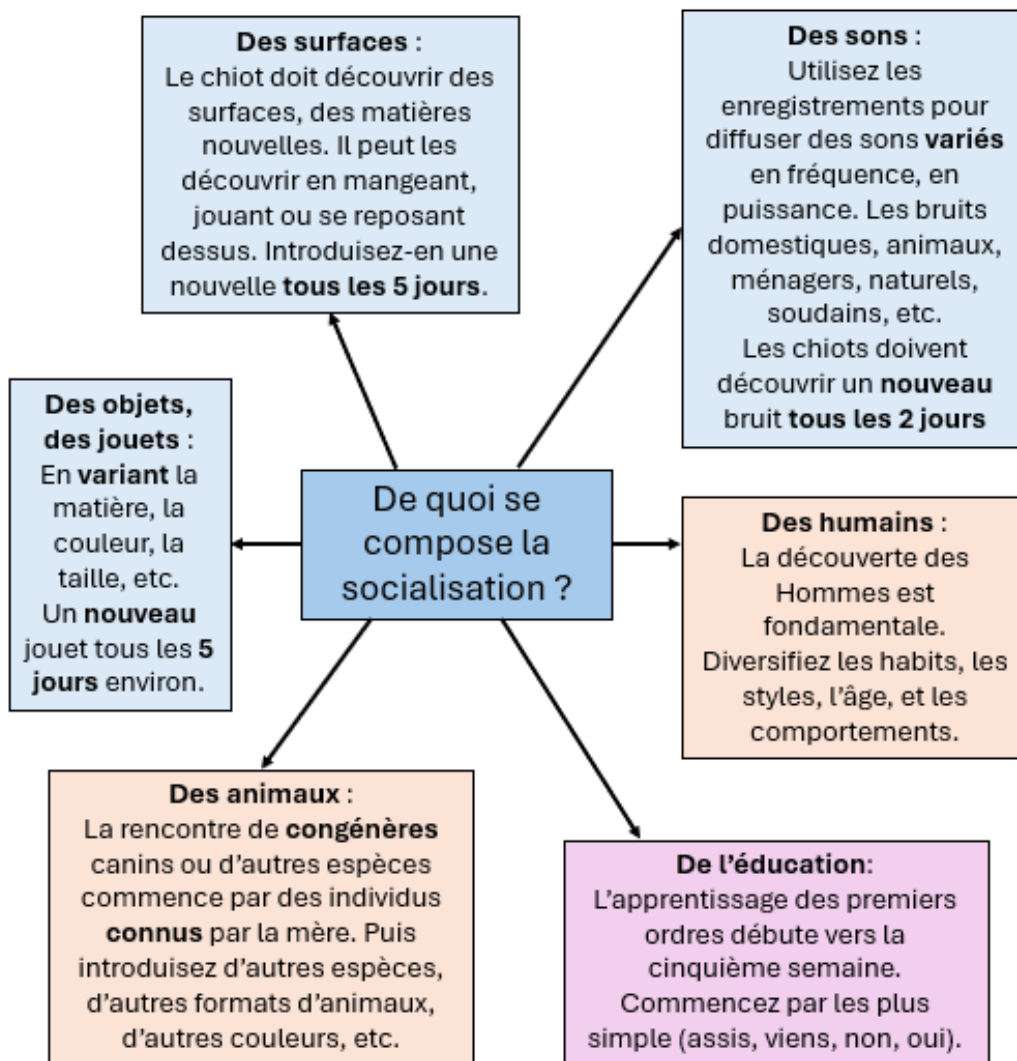 Des surfaces :
Le chiot doit découvrir des
surfaces, des matières
nouvelles. Il peut les
découvrir en mangeant,
jouant ou se reposant
dessus. Introduisez-en une
nouvelle tous les 5 jours.
Des sons :
Utilisez les
enregistrements pour
diffuser des sons variés
en fréquence, en
puissance. Les bruits
domestiques, animaux,
ménagers, naturels,
soudains, etc.
Les chiots doivent
découvrir un nouveau
bruit tous les 2 jours
Des objets,
des jouets :
En variant la
matière, la
couleur, la
taille, etc.
Un nouveau
jouet tous les 5
jours environ.
De quoi se
compose la
socialisation ?
Des humains :
La découverte des
Hommes est
fondamentale.
Diversifiez les habits, les
styles, l'âge, et les
comportements.
Des animaux :
La rencontre de congénères
canins ou d'autres espèces
commence par des individus
connus par la mère. Puis
introduisez d'autres espèces,
d'autres formats d'animaux,
d'autres couleurs, etc.
De l'éducation:
L'apprentissage des premiers
ordres débute vers la
cinquième semaine.
Commencez par les plus
simple (assis, viens, non, oui).